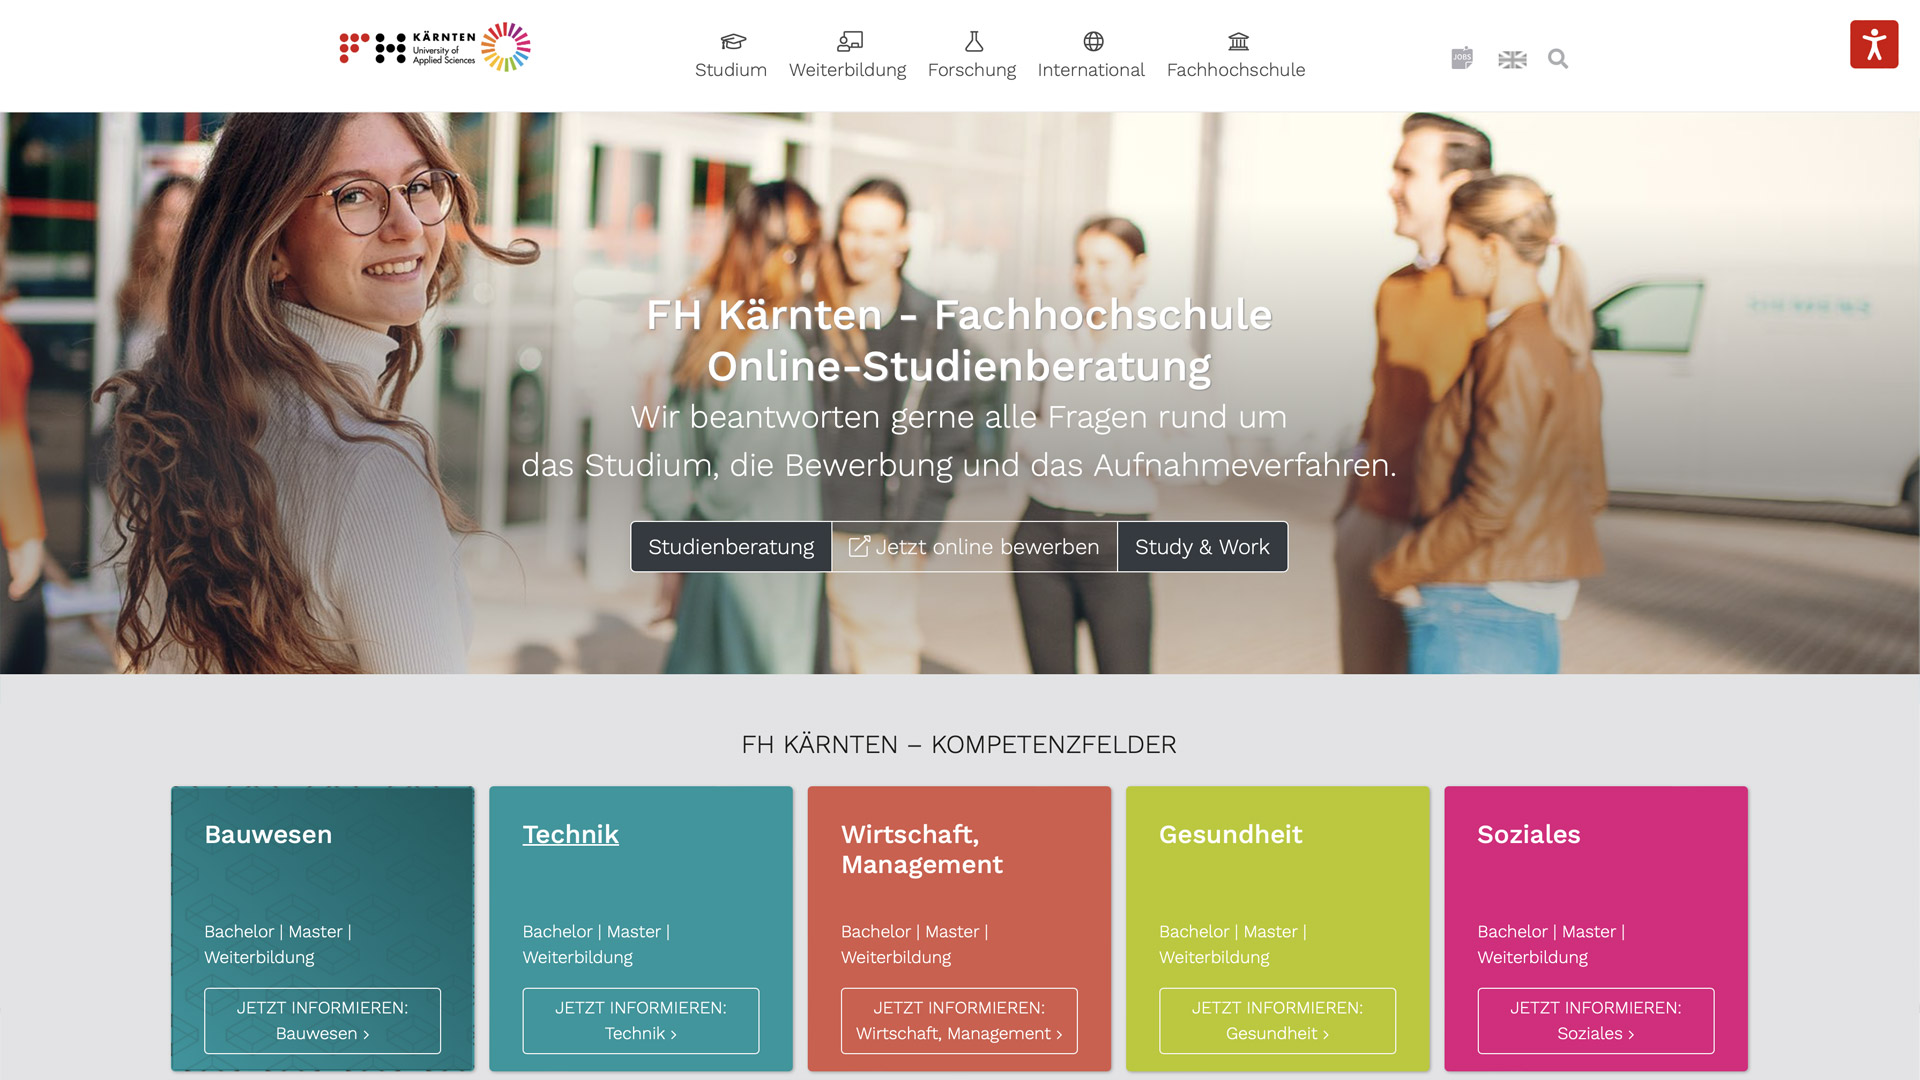 KÄRNTEN
University of
Applied Sciences
Studium
Weiterbildung
Forschung
International
Fachhochschule
JOBS
FH Kärnten - Fachhochschule
Online-Studienberatung
Wir beantworten gerne alle Fragen rund um
das Studium, die Bewerbung und das Aufnahmeverfahren.
Studienberatung
Jetzt online bewerben
Study & Work
SIEMENS
FH KÄRNTEN – KOMPETENZFELDER
Bauwesen
Bachelor | Master |
Weiterbildung
JETZT INFORMIEREN:
Bauwesen ›
Technik
Bachelor | Master |
Weiterbildung
JETZT INFORMIEREN:
Technik ›
Wirtschaft,
Management
Bachelor | Master |
Weiterbildung
JETZT INFORMIEREN:
Wirtschaft, Management ›
Gesundheit
Bachelor | Master |
Weiterbildung
JETZT INFORMIEREN:
Gesundheit ›
Soziales
Bachelor | Master |
Weiterbildung
JETZT INFORMIEREN:
Soziales ›